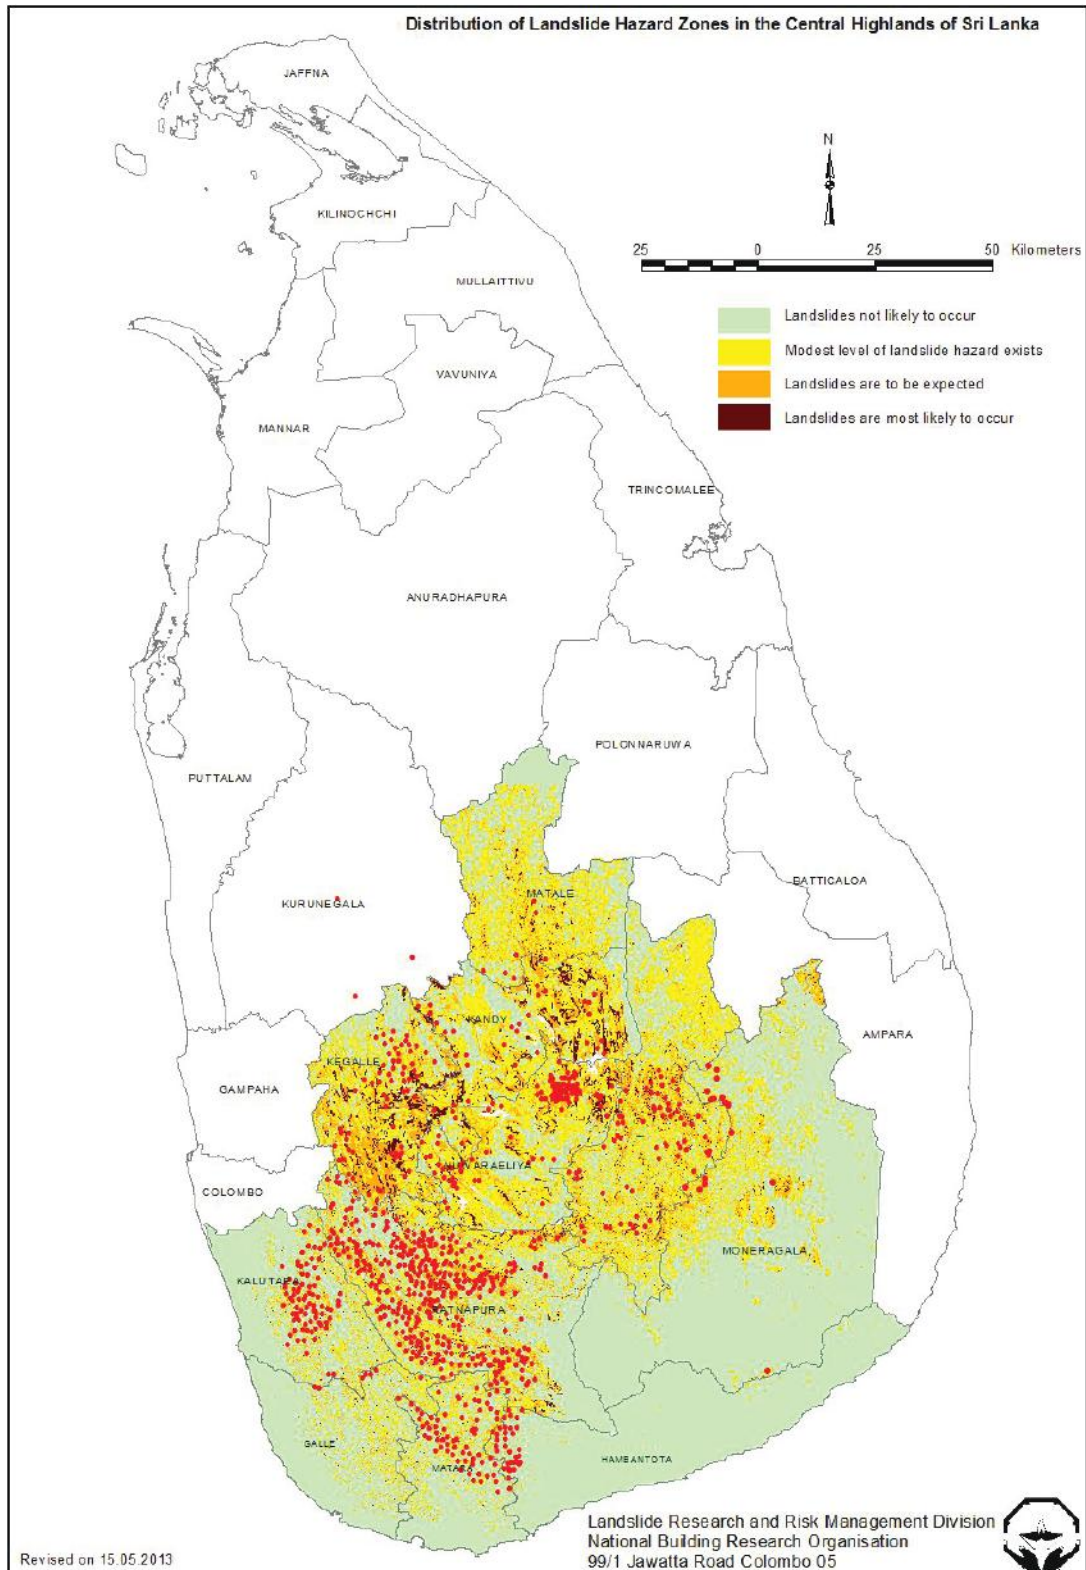 Distribution of Landslide Hazard Zones in the Central Highlands of Sri Lanka
JAFFNA
N
KILINOCHCHI
25 0 25 50 Kilometers
MULLAITTIVU
Landslides not likely to occur
Modest level of landslide hazard exists
VAVUNIYA
Landslides are to be expected
Landslides are most likely to occur
MANNAR
TRINCOMALEE
ANURADHAPURA
POLONNARUWA
PUTTALAM
BATTICALOA
MATALE
KURUNEGALA
KANDY
AMPARA
KEGALLE
GAMPAHA
NUWARAELIYA
COLOMBO
MONERAGALA
KALUTARA
RATNAPURA
GALLE
HAMBANTOTA
MATARA
Landslide Research and Risk Management Division
National Building Research Organisation
99/1 Jawatta Road Colombo 05
Revised on 15.05.2013